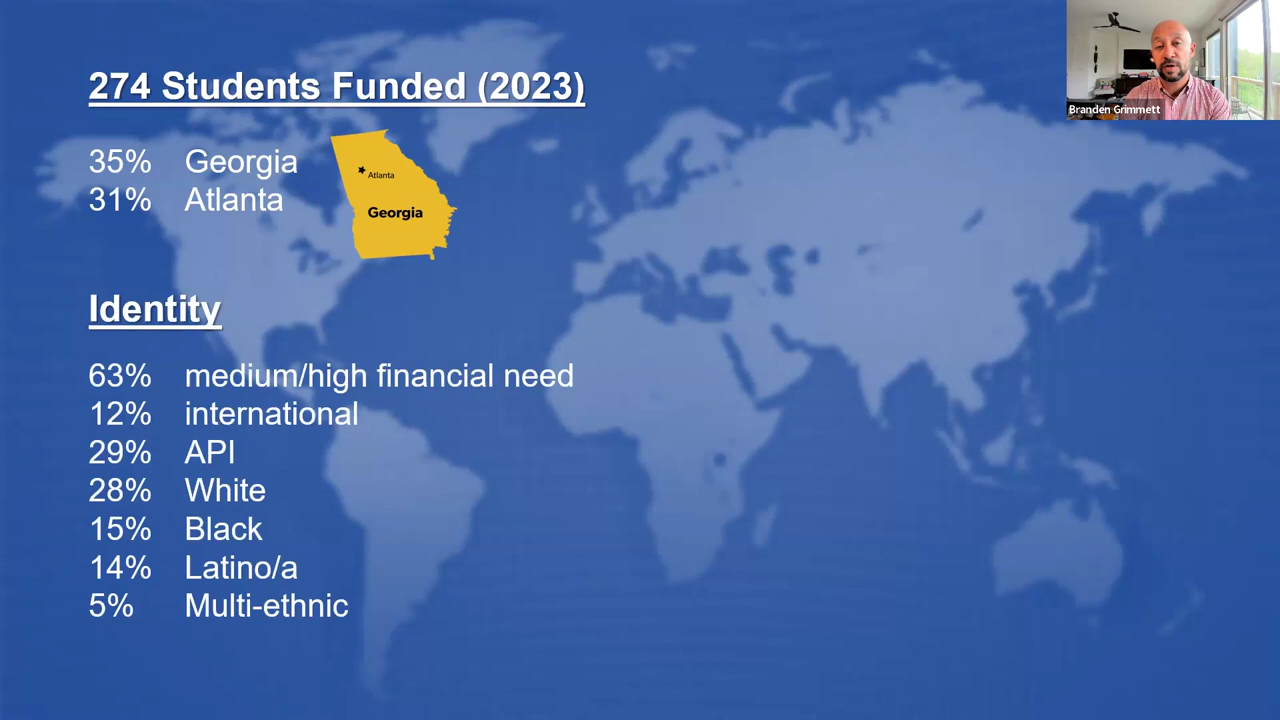 274 Students Funded (2023)
35% Georgia
31% Atlanta
Atlanta
Georgia
Identity
63% medium/high financial need
12% international
29% API
28% White
15% Black
14% Latino/a
5% Multi-ethnic
Branden Grimmett